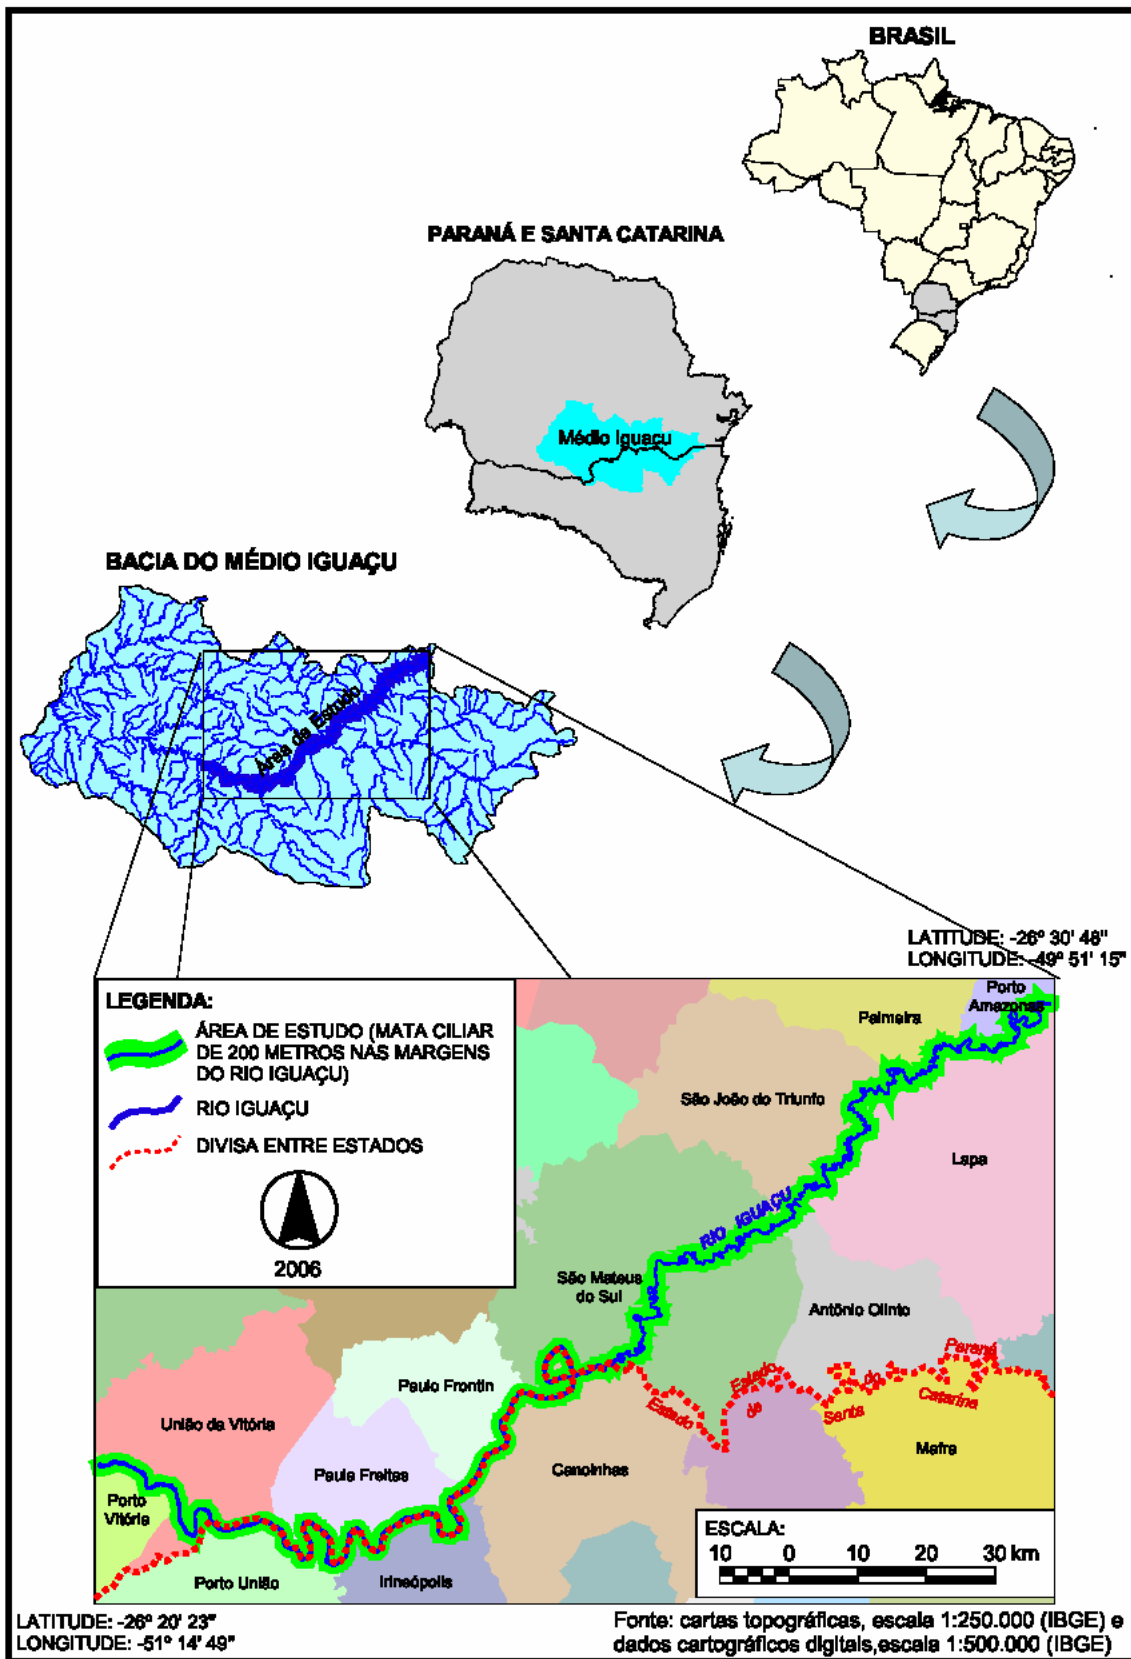 BRASIL
PARANÁ E SANTA CATARINA
Médio Iguaçu
BACIA DO MÉDIO IGUAÇU
Área de Estudo
LATITUDE: -26º 30' 48"
LONGITUDE: -49º 51' 15"
LEGENDA:
ÁREA DE ESTUDO (MATA CILIAR
DE 200 METROS NAS MARGENS
DO RIO IGUAÇU)
RIO IGUAÇU
DIVISA ENTRE ESTADOS
2006
Porto
Amazonas
Palmeira
São João do Triunfo
Lapa
RIO IGUAÇU
São Mateus
do Sul
Antônio Olinto
Estado do Paraná
Estado de Santa Catarina
Paulo Frontin
União da Vitória
Paula Freitas
Canoinhas
Mafra
Porto
Vitória
Porto União
Irineópolis
ESCALA:
10 0 10 20 30 km
LATITUDE: -26º 20' 23"
LONGITUDE: -51º 14' 49"
Fonte: cartas topográficas, escala 1:250.000 (IBGE) e
dados cartográficos digitais,escala 1:500.000 (IBGE)